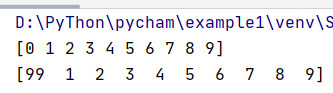 D:\PyThon\pycham\example1\venv\S
[0 1 2 3 4 5 6 7 8 9]
[99  1  2  3  4  5  6  7  8  9]